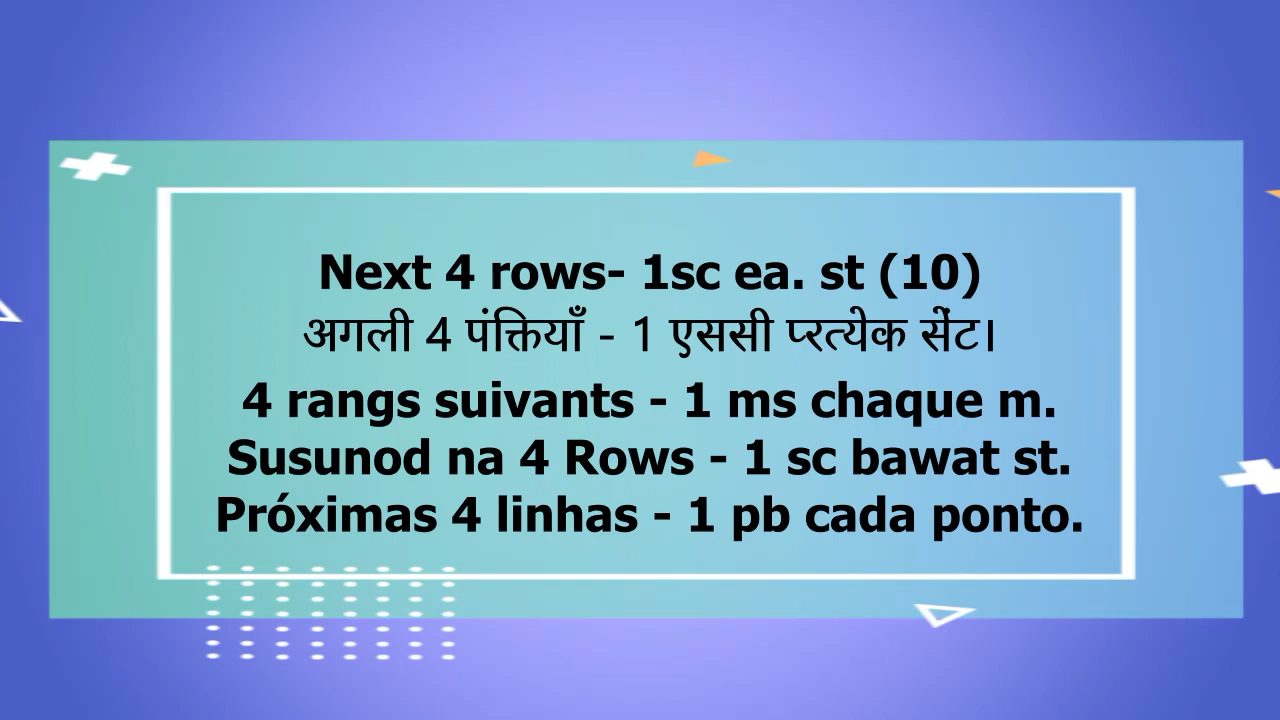 Next 4 rows- 1sc ea. st (10)
अगली 4 पंक्तियाँ - 1 एससी प्रत्येक सेंट।
4 rangs suivants - 1 ms chaque m.
Susunod na 4 Rows - 1 sc bawat st.
Próximas 4 linhas - 1 pb cada ponto.